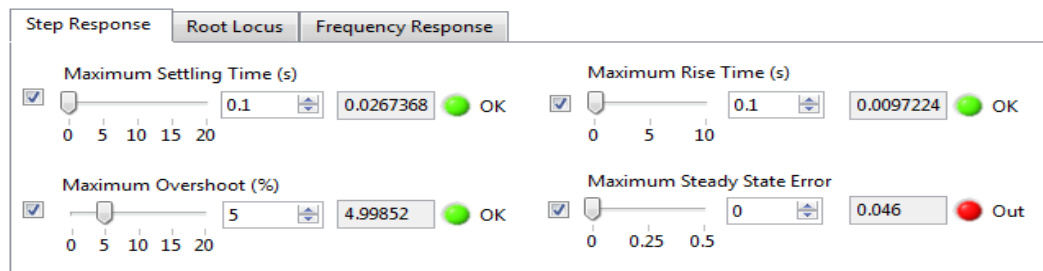 Step Response Root Locus Frequency Response
Maximum Settling Time (s)
0.1 0.0267368 OK
0 5 10 15 20
Maximum Rise Time (s)
0.1 0.0097224 OK
0 5 10
Maximum Overshoot (%)
5 4.99852 OK
0 5 10 15 20
Maximum Steady State Error
0 0.046 Out
0 0.25 0.5